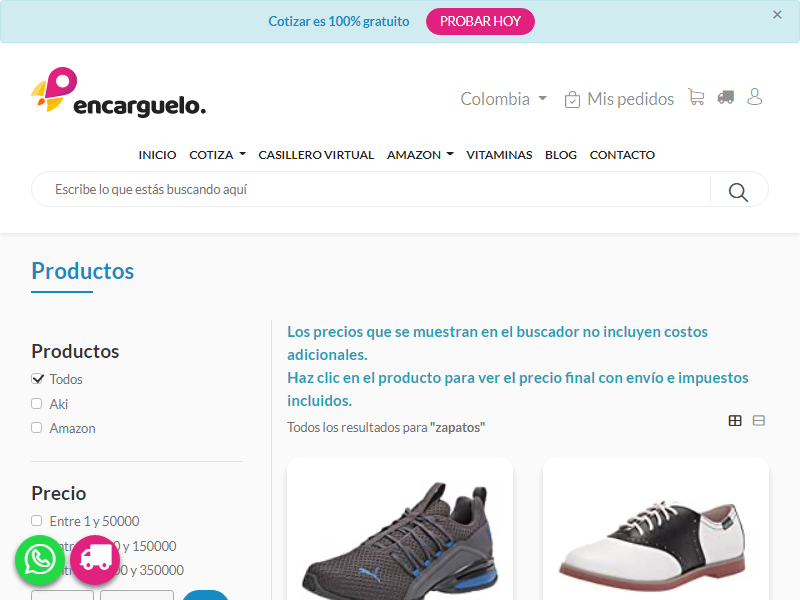 Cotizar es 100% gratuito
PROBAR HOY
×
encarguelo.
Colombia
Mis pedidos
INICIO
COTIZA
CASILLERO VIRTUAL
AMAZON
VITAMINAS
BLOG
CONTACTO
Escribe lo que estás buscando aquí
Productos
Productos
Todos
Aki
Amazon
Precio
Entre 1 y 50000
y 150000
y 350000
Los precios que se muestran en el buscador no incluyen costos
adicionales.
Haz clic en el producto para ver el precio final con envío e impuestos
incluidos.
Todos los resultados para "zapatos"